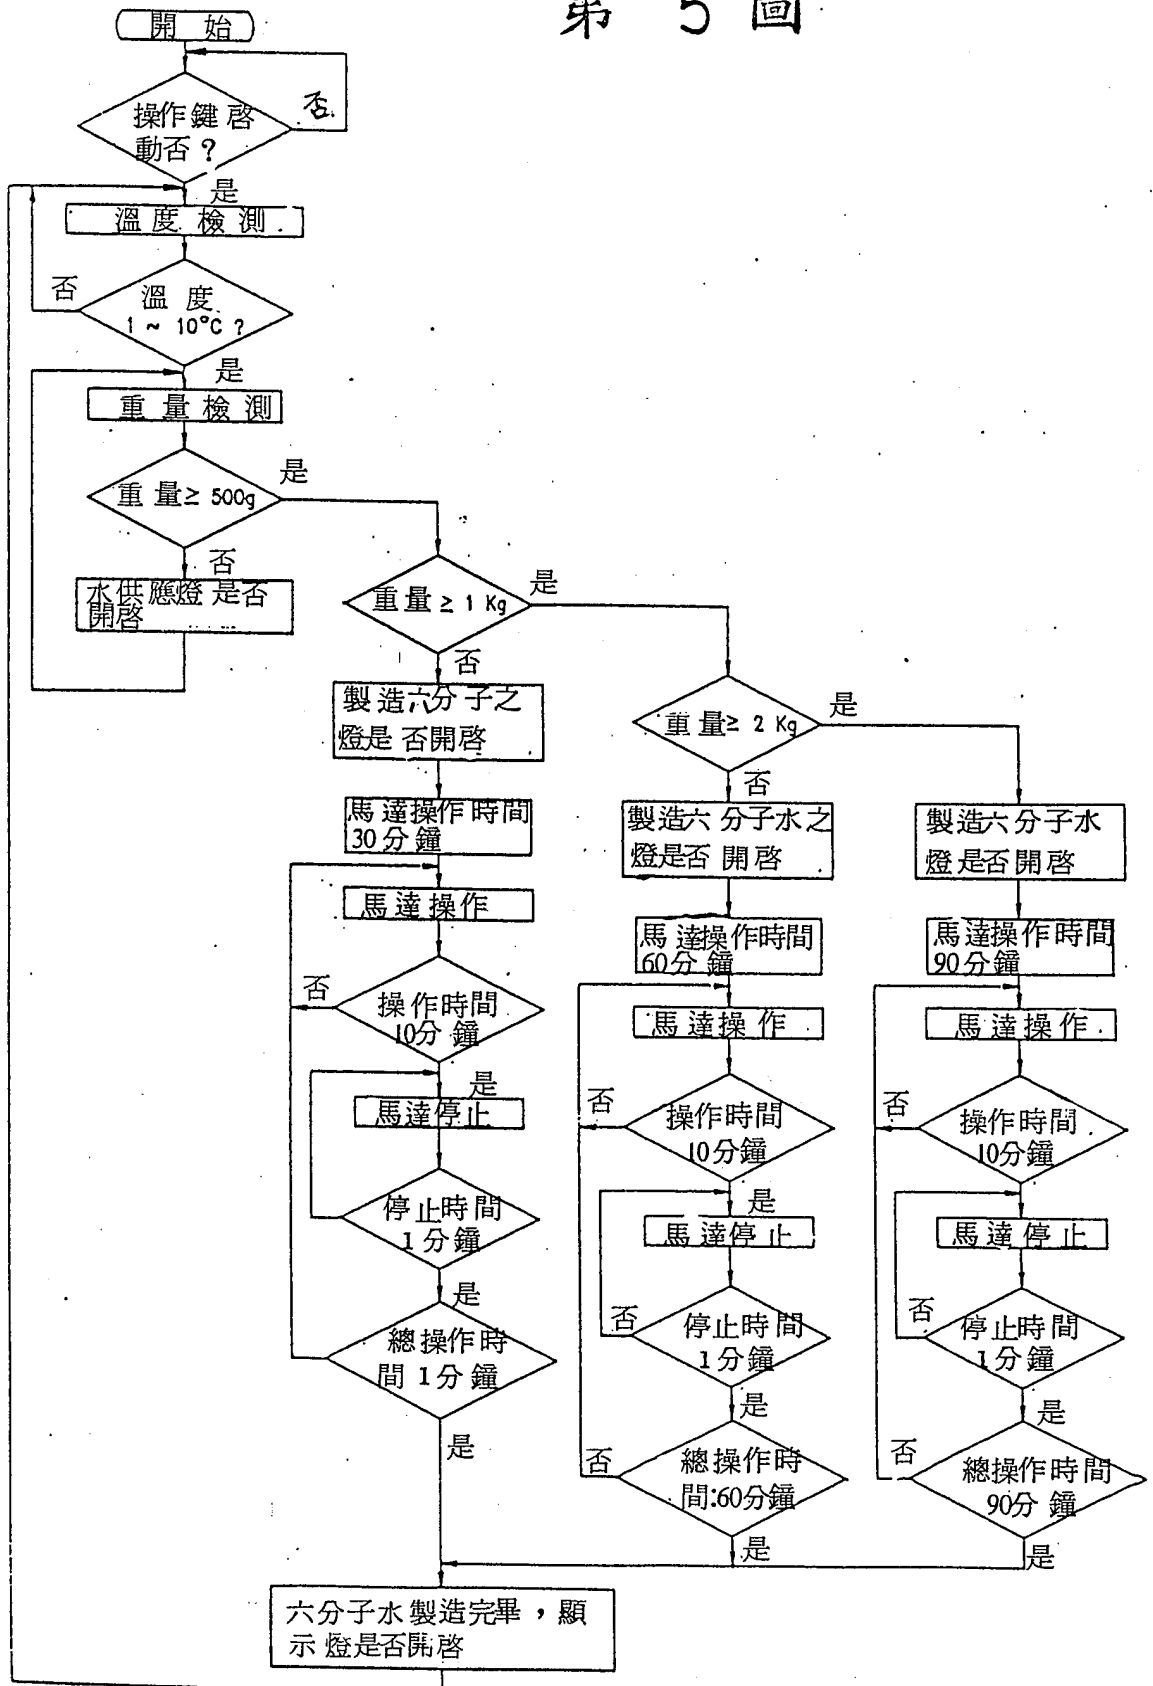 第 5 圖
開 始
操作鍵啓
動否？
否
是
溫度檢測
溫 度
1 ~ 10°C ?
否
是
重量檢測
重量≥ 500g
是
否
水供應燈是否
開啓
重量 ≥ 1 Kg
是
否
製造六分子之
燈是否開啓
馬達操作時間
30分鐘
馬達操作
操作時間
10分鐘
否
是
馬達停止
停止時間
1分鐘
是
總操作時
間 1分鐘
是
重量≥ 2 Kg
是
否
製造六分子水之
燈是否開啓
馬達操作時間
60分鐘
馬達操作
操作時間
10分鐘
否
是
馬達停止
停止時間
1分鐘
否
是
總操作時
間:60分鐘
否
是
製造六分子水
燈是否開啓
馬達操作時間
90分鐘
馬達操作
操作時間
10分鐘
否
馬達停止
停止時間
1分鐘
否
是
總操作時間
90分鐘
否
是
六分子水製造完畢，顯
示燈是否開啓